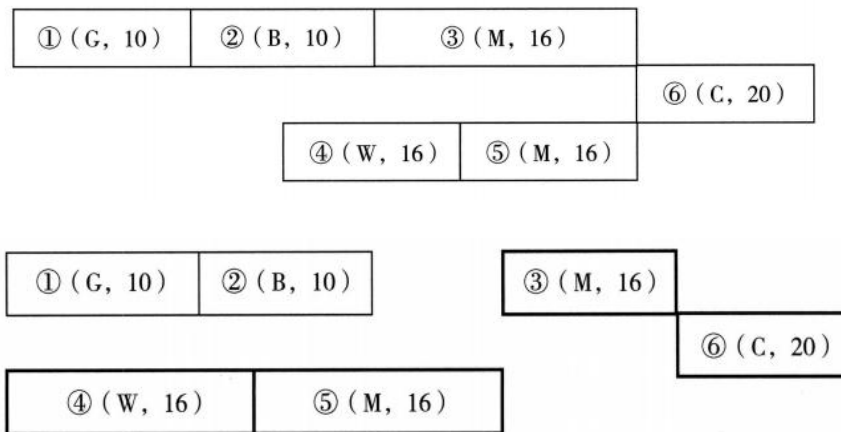 ①(G, 10) ②(B, 10) ③(M, 16)
⑥(C, 20)
④(W, 16) ⑤(M, 16)
①(G, 10) ②(B, 10) ③(M, 16)
⑥(C, 20)
④(W, 16) ⑤(M, 16)